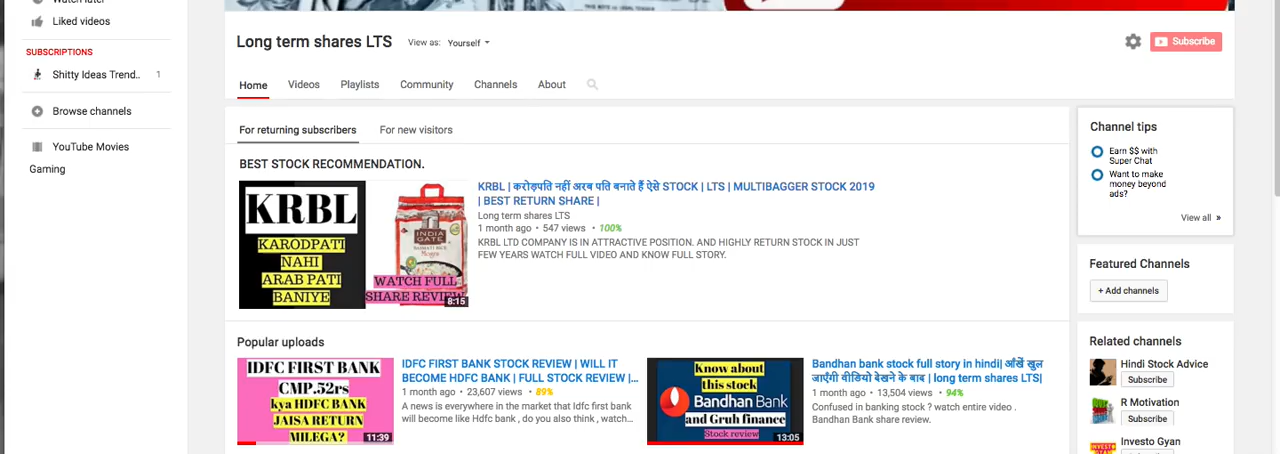 Watch later
Liked videos
SUBSCRIPTIONS
Shitty Ideas Trend.. 1
Browse channels
YouTube Movies
Gaming
Long term shares LTS View as: Yourself
Subscribe
Home Videos Playlists Community Channels About
For returning subscribers For new visitors
BEST STOCK RECOMMENDATION.
KRBL
KARODPATI
NAHI
ARAB PATI
BANIYE
INDIA
GATE
WATCH FULL
SHARE REVIEW
8:15
KRBL | करोड़पति नहीं अरब पति बनाते हैं ऐसे STOCK | LTS | MULTIBAGGER STOCK 2019
| BEST RETURN SHARE |
Long term shares LTS
1 month ago • 547 views • 100%
KRBL LTD COMPANY IS IN ATTRACTIVE POSITION. AND HIGHLY RETURN STOCK IN JUST
FEW YEARS WATCH FULL VIDEO AND KNOW FULL STORY.
Popular uploads
IDFC FIRST BANK
CMP.52rs
kya HDFC BANK
JAISA RETURN
MILEGA?
11:39
IDFC FIRST BANK STOCK REVIEW | WILL IT
BECOME HDFC BANK | FULL STOCK REVIEW |...
1 month ago • 23,607 views • 89%
A news is everywhere in the market that Idfc first bank
will become like Hdfc bank , do you also think , watch...
Know about
this stock
Bandhan Bank
and Gruh finance
Stock review
13:05
Bandhan bank stock full story in hindi| आँखें खुल
जाएँगी वीडियो देखने के बाद | long term shares LTS|
1 month ago • 13,504 views • 94%
Confused in banking stock ? watch entire video .
Bandhan Bank share review.
Channel tips
Earn $$ with
Super Chat
Want to make
money beyond
ads?
View all »
Featured Channels
+ Add channels
Related channels
Hindi Stock Advice
Subscribe
R Motivation
Subscribe
Investo Gyan